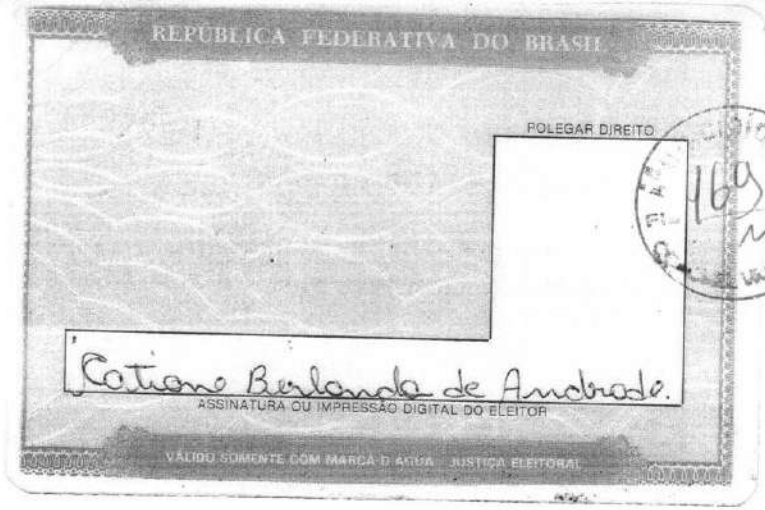 REPÚBLICA FEDERATIVA DO BRASIL
POLEGAR DIREITO
169
Catiane Berlanda de Andrade.
ASSINATURA OU IMPRESSÃO DIGITAL DO ELEITOR
VÁLIDO SOMENTE COM MARCA D'ÁGUA - JUSTIÇA ELEITORAL